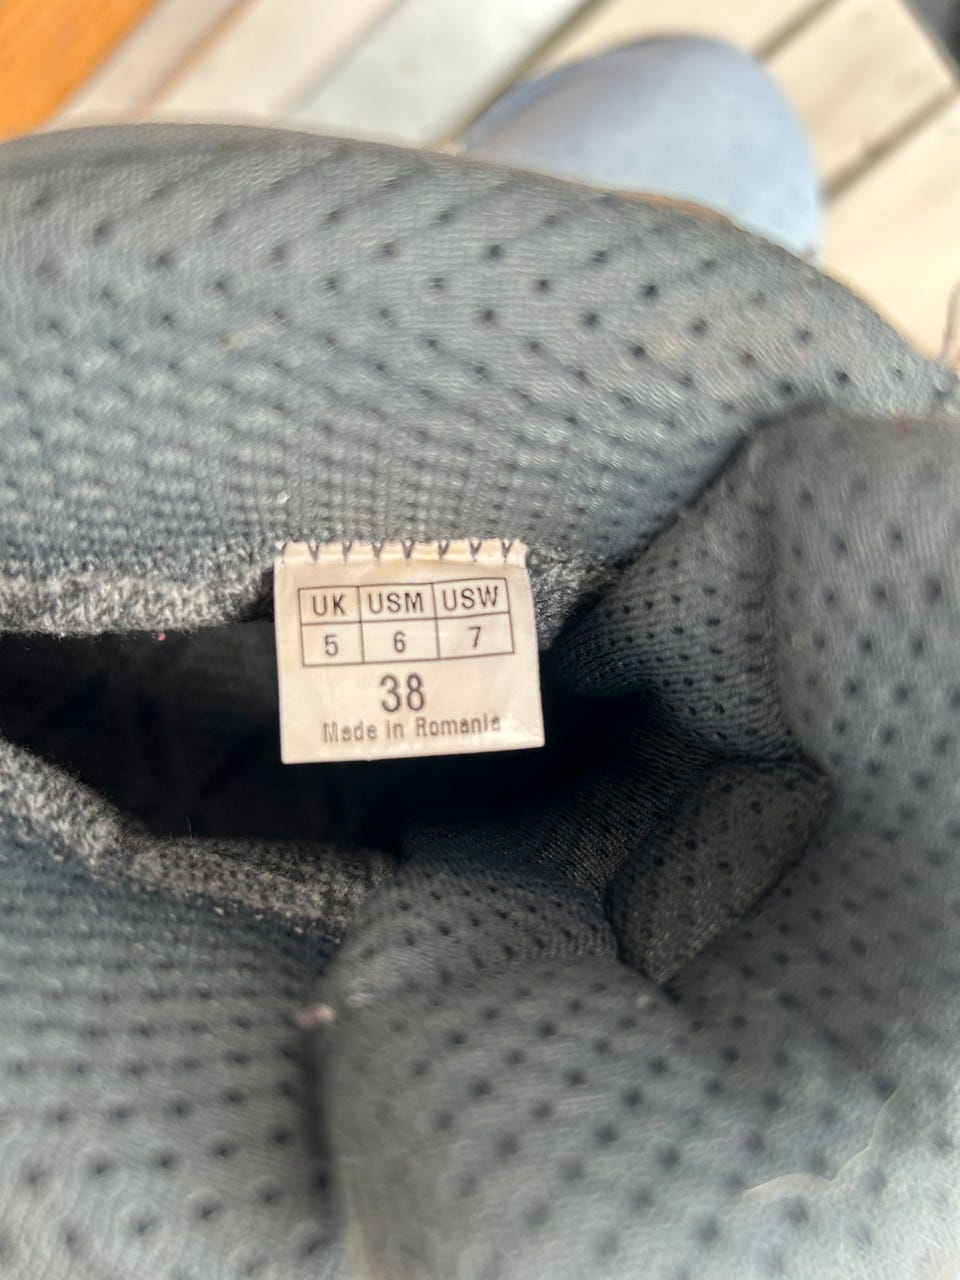 UK USM USW
5 6 7
38
Made in Romania